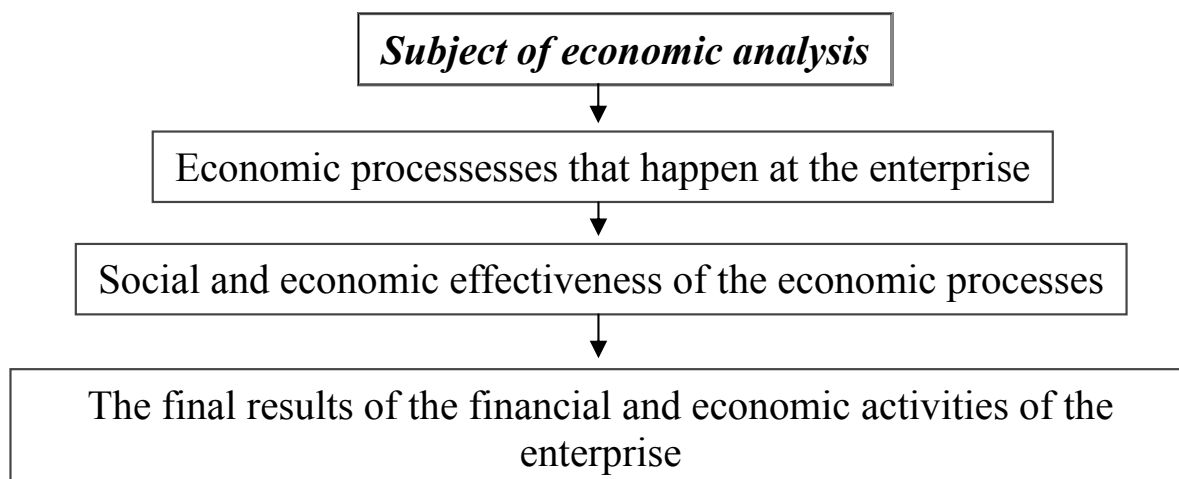 Subject of economic analysis
Economic processesses that happen at the enterprise
Social and economic effectiveness of the economic processes
The final results of the financial and economic activities of the
enterprise